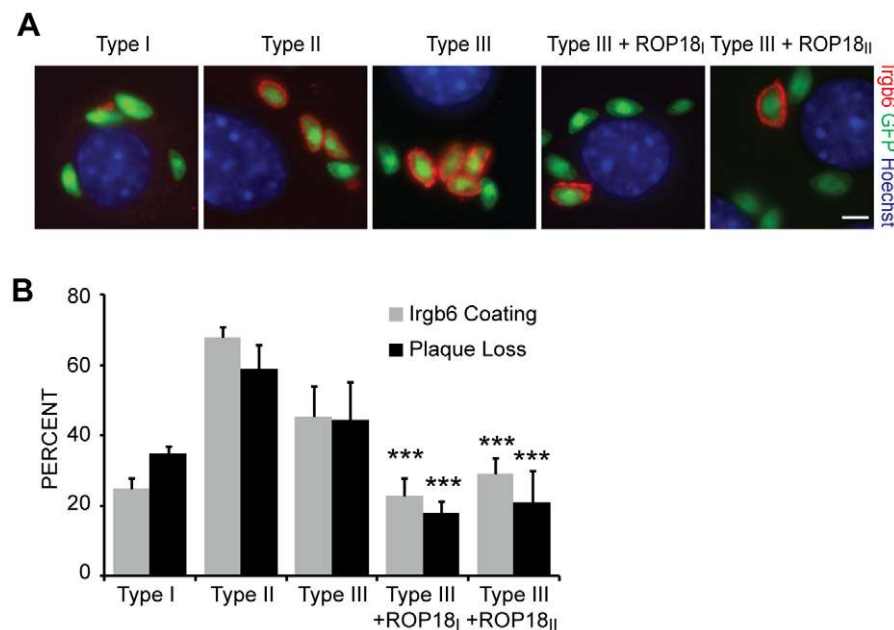 A
Type I Type II Type III Type III + ROP18I Type III + ROP18II
Irgb6 GFP Hoechst
B
80
60
40
20
0
PERCENT
Irgb6 Coating
Plaque Loss
*** *** *** ***
Type I Type II Type III Type III Type III
+ROP18I +ROP18II